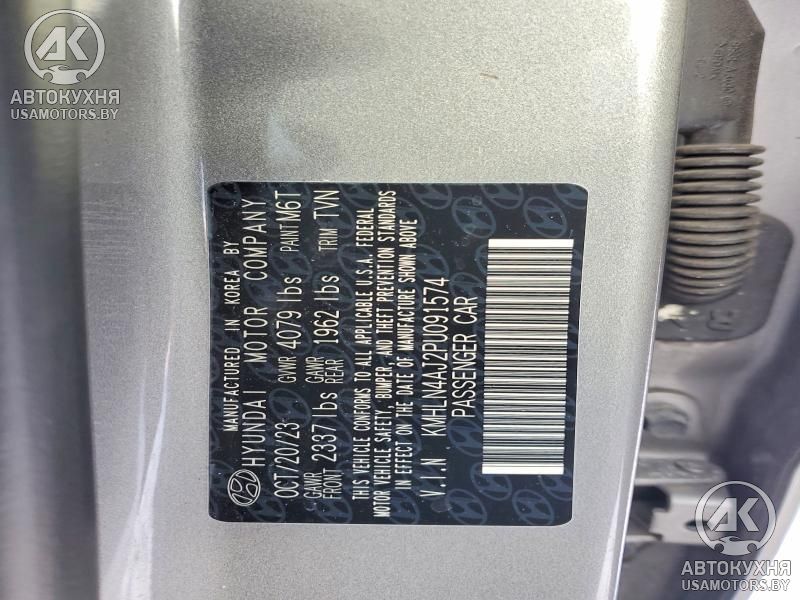 AK
АВТОКУХНЯ
USAMOTORS.BY
MANUFACTURED IN KOREA BY
HYUNDAI MOTOR COMPANY
OCT/20/23 GVWR 4079 lbs PAINT M6T
GAWR FRONT 2337 lbs GAWR REAR 1962 lbs TRIM TVN
THIS VEHICLE CONFORMS TO ALL APPLICABLE U.S.A. FEDERAL
MOTOR VEHICLE SAFETY, BUMPER, AND THEFT PREVENTION STANDARDS
IN EFFECT ON THE DATE OF MANUFACTURE SHOWN ABOVE
V.I.N KMHLN4AJ2PU091574
PASSENGER CAR
AK
АВТОКУХНЯ
USAMOTORS.BY